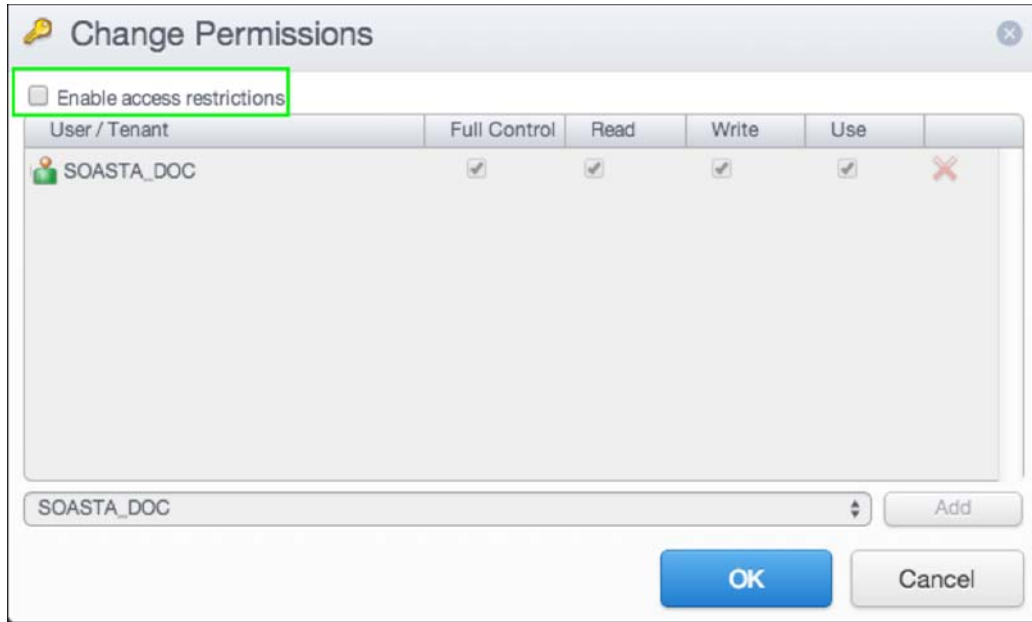 Change Permissions
Enable access restrictions
User / Tenant Full Control Read Write Use
SOASTA_DOC
SOASTA_DOC Add
OK Cancel